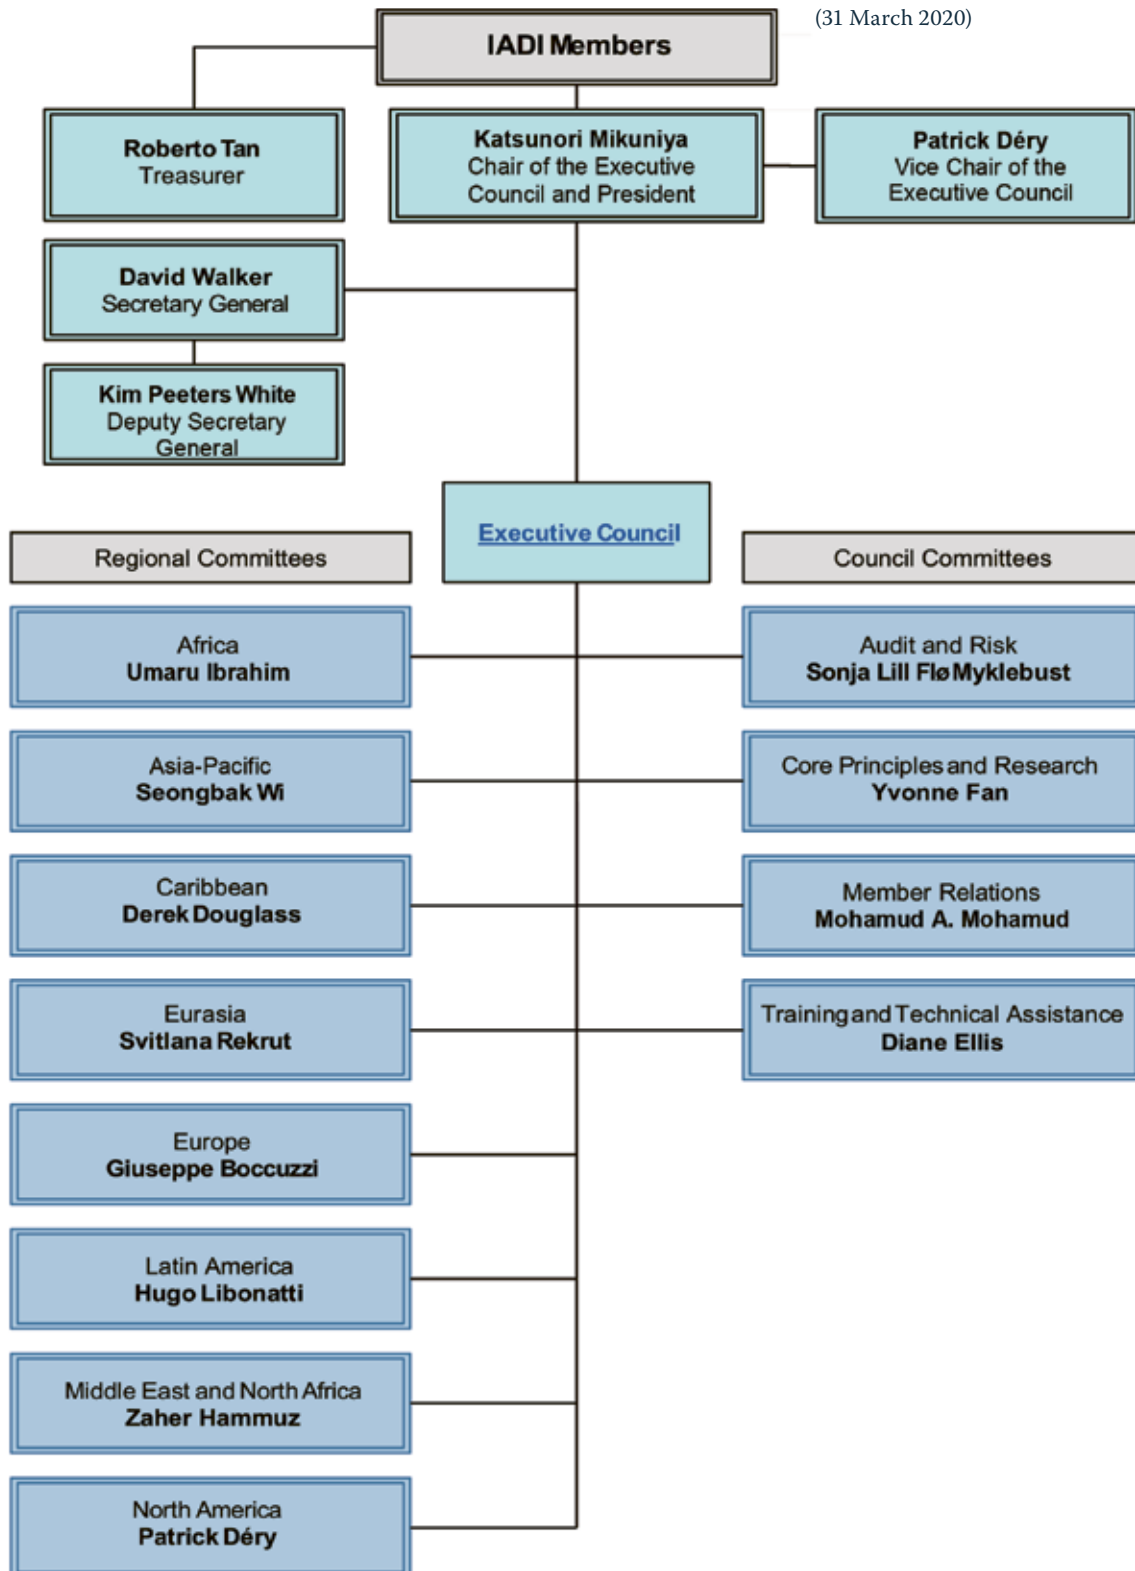 (31 March 2020)
IADI Members
Roberto Tan
Treasurer
Katsunori Mikuniya
Chair of the Executive
Council and President
Patrick Déry
Vice Chair of the
Executive Council
David Walker
Secretary General
Kim Peeters White
Deputy Secretary
General
Executive Council
Regional Committees
Africa
Umaru Ibrahim
Asia-Pacific
Seongbak Wi
Caribbean
Derek Douglass
Eurasia
Svitlana Rekrut
Europe
Giuseppe Boccuzzi
Latin America
Hugo Libonatti
Middle East and North Africa
Zaher Hammuz
North America
Patrick Déry
Council Committees
Audit and Risk
Sonja Lill Flø Myklebust
Core Principles and Research
Yvonne Fan
Member Relations
Mohamud A. Mohamud
Training and Technical Assistance
Diane Ellis